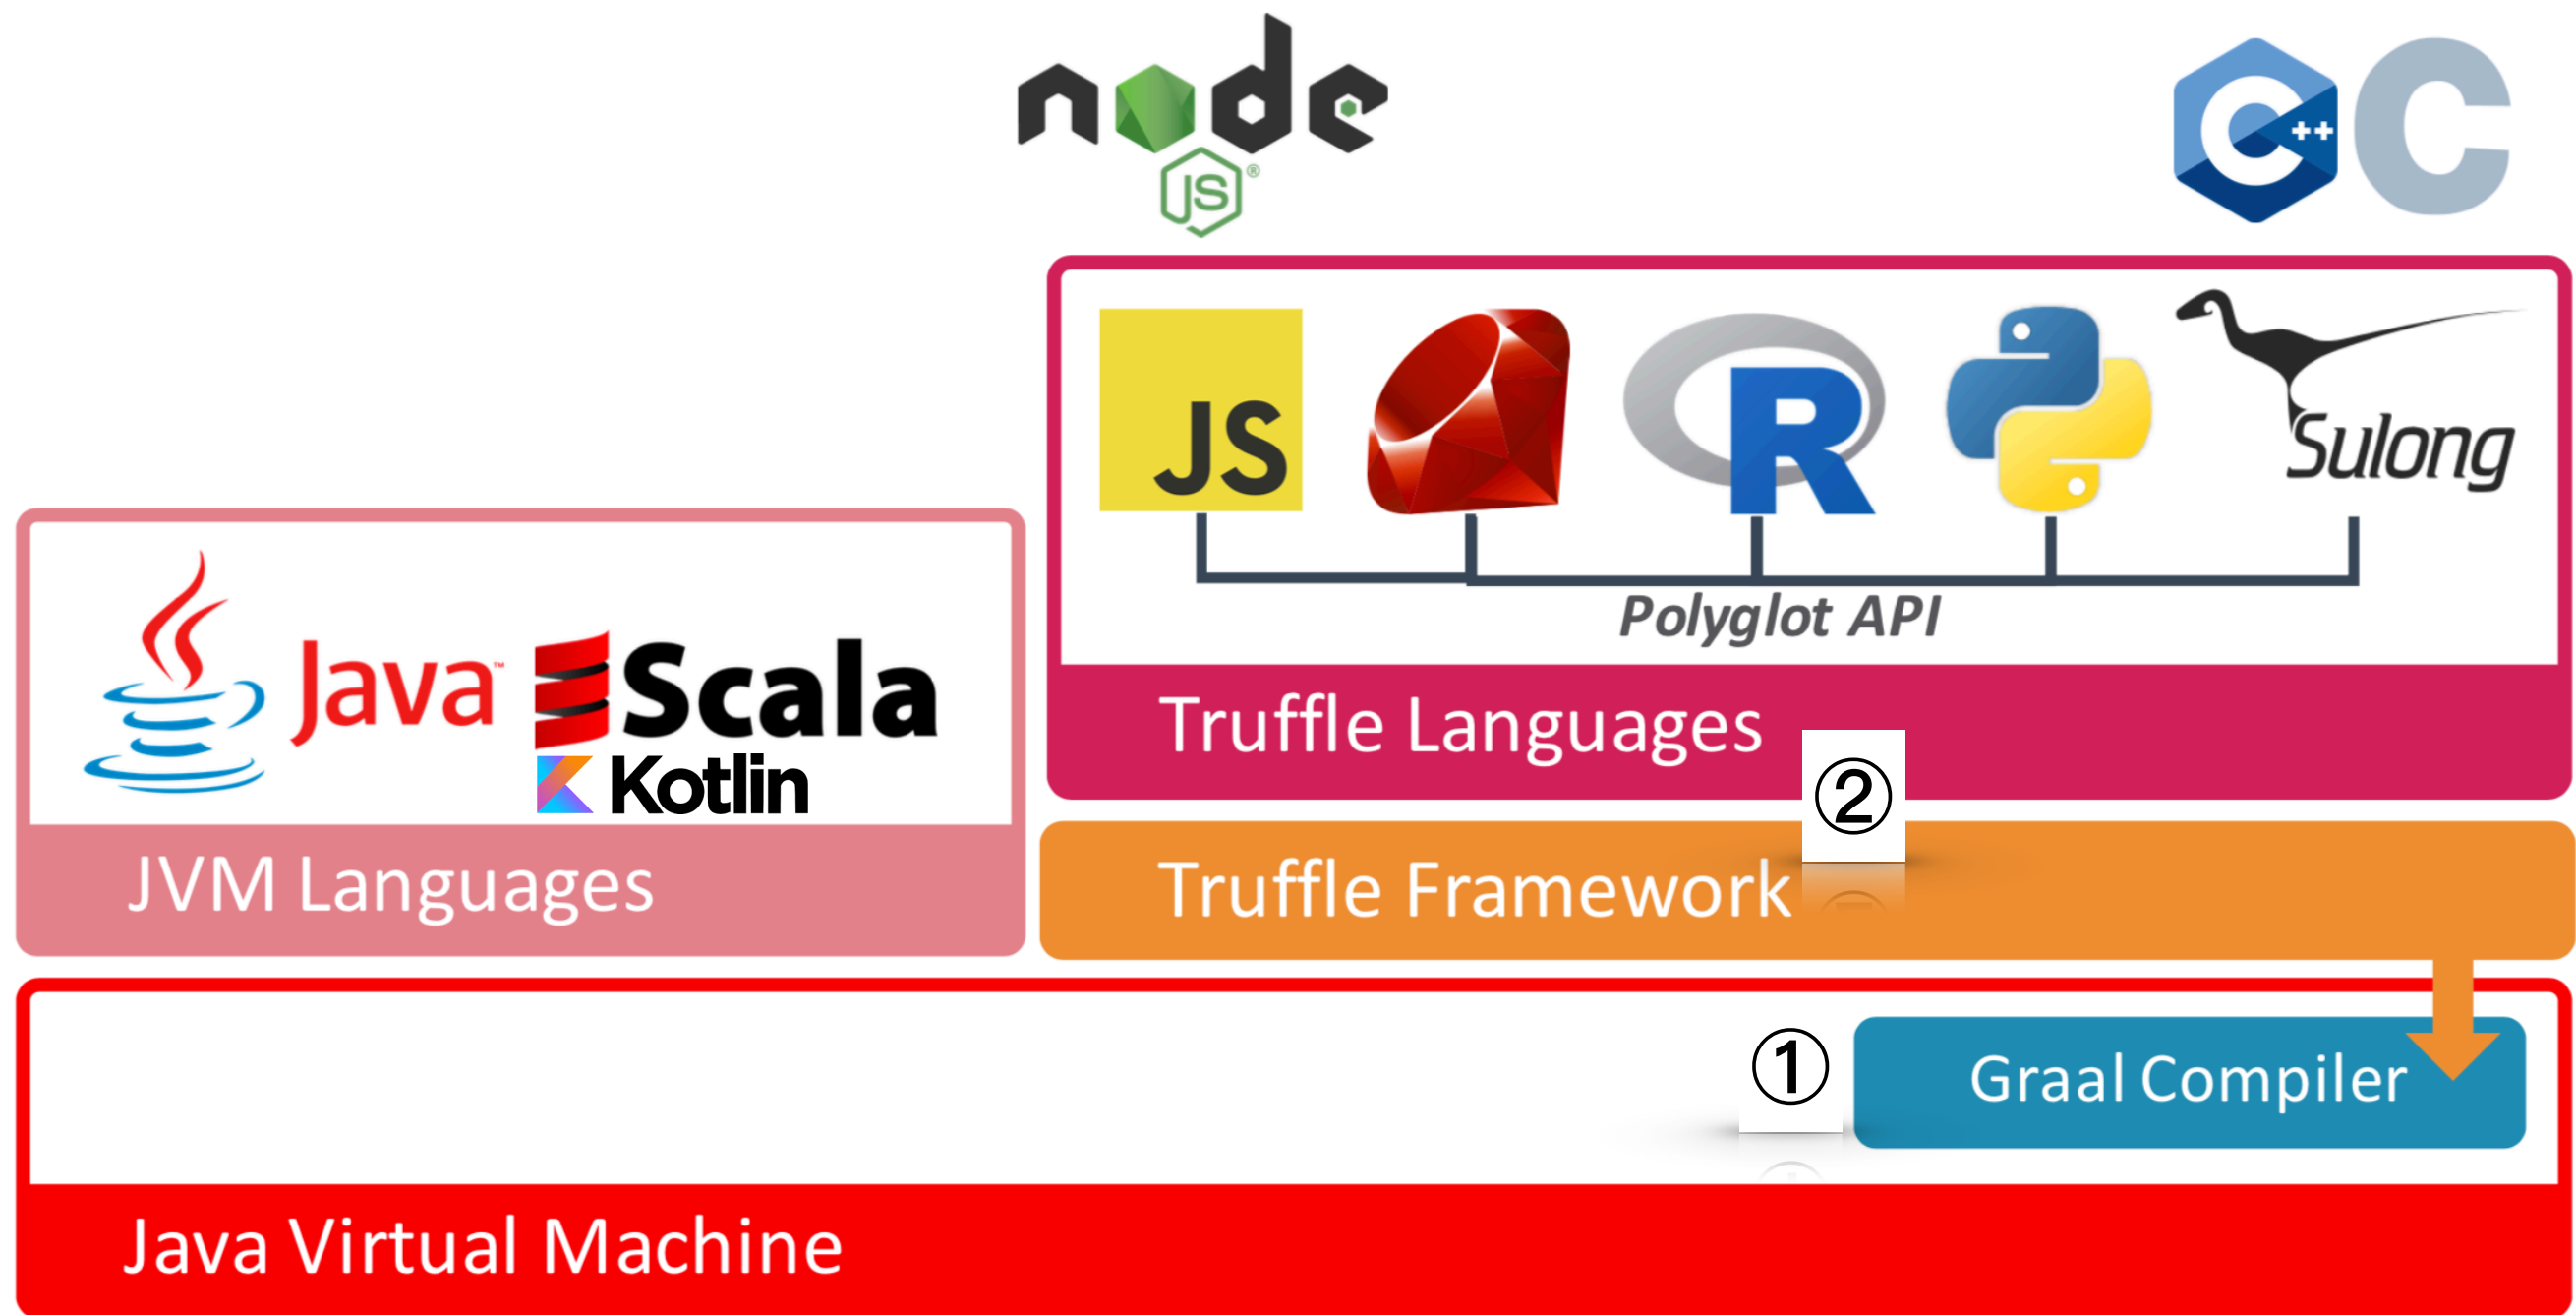 node
JS®
C++ C
JS
R
Sulong
Polyglot API
Java™
Scala
Kotlin
Truffle Languages
②
JVM Languages
Truffle Framework
①
Graal Compiler
Java Virtual Machine